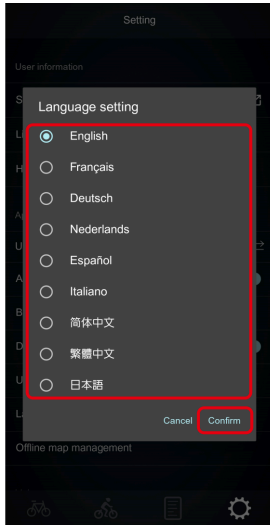 Setting
User information
Language setting
English
Français
Deutsch
Nederlands
Español
Italiano
简体中文
繁體中文
日本語
Cancel Confirm
Offline map management